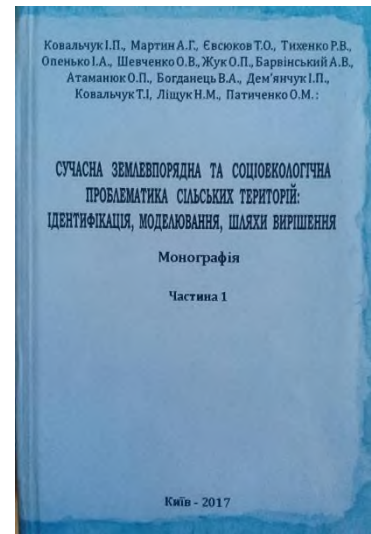 Ковальчук І.П., Мартин А.Г., Євсюков Т.О., Тихенко Р.В.,
Опенько І.А., Шевченко О.В., Жук О.П., Барвінський А.В.,
Атаманюк О.П., Богданець В.А., Дем'янчук І.П.,
Ковальчук Т.І, Ліщук Н.М., Патиченко О.М. :
СУЧАСНА ЗЕМЛЕВПОРЯДНА ТА СОЦІОЕКОЛОГІЧНА
ПРОБЛЕМАТИКА СІЛЬСЬКИХ ТЕРИТОРІЙ:
ІДЕНТИФІКАЦІЯ, МОДЕЛЮВАННЯ, ШЛЯХИ ВИРІШЕННЯ
Монографія
Частина 1
Київ - 2017